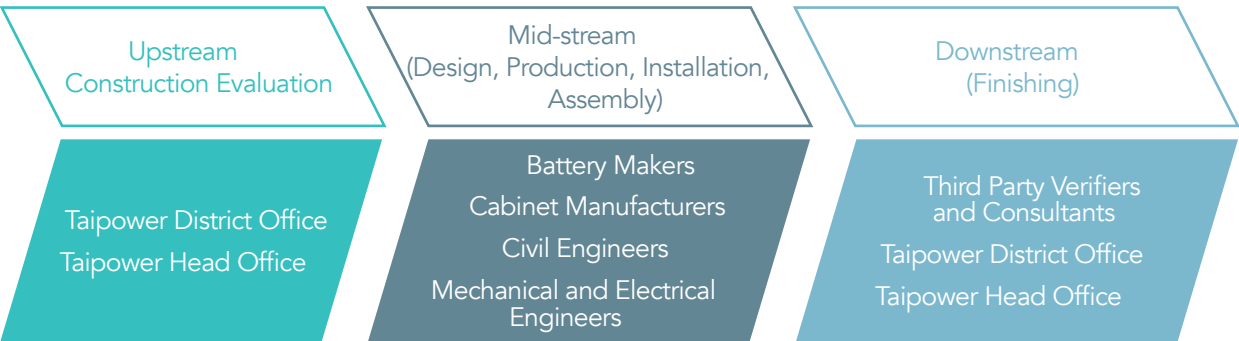 Upstream
Construction Evaluation
Taipower District Office
Taipower Head Office
Mid-stream
(Design, Production, Installation,
Assembly)
Battery Makers
Cabinet Manufacturers
Civil Engineers
Mechanical and Electrical
Engineers
Downstream
(Finishing)
Third Party Verifiers
and Consultants
Taipower District Office
Taipower Head Office